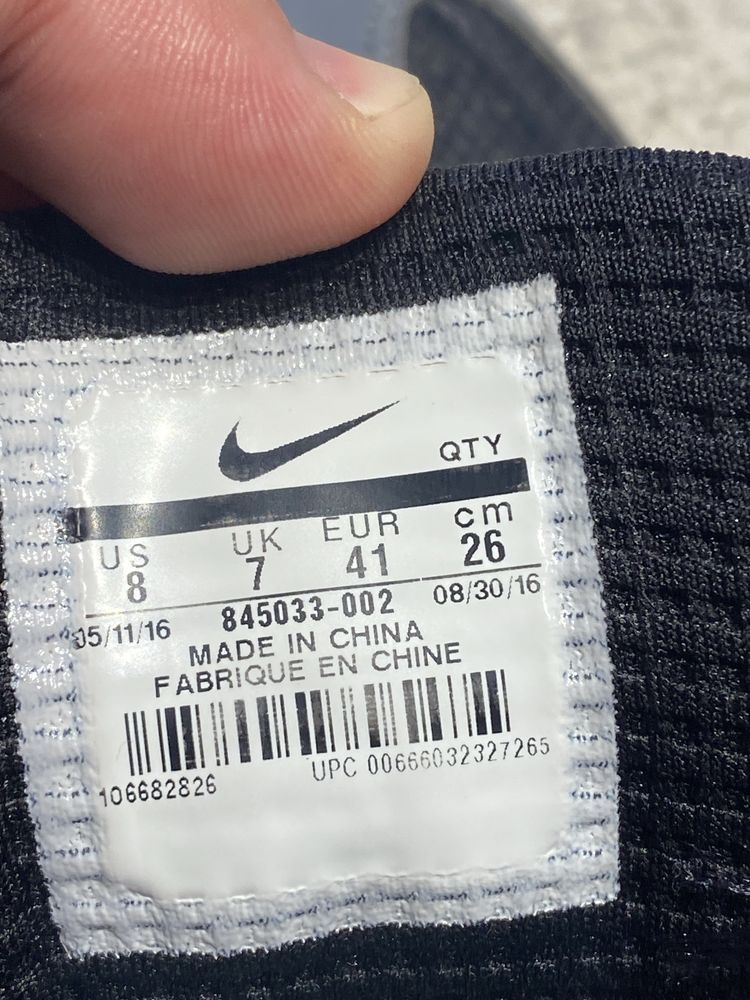 QTY
US UK EUR cm
8 7 41 26
05/11/16 845033-002 08/30/16
MADE IN CHINA
FABRIQUE EN CHINE
106682826 UPC 00666032327265